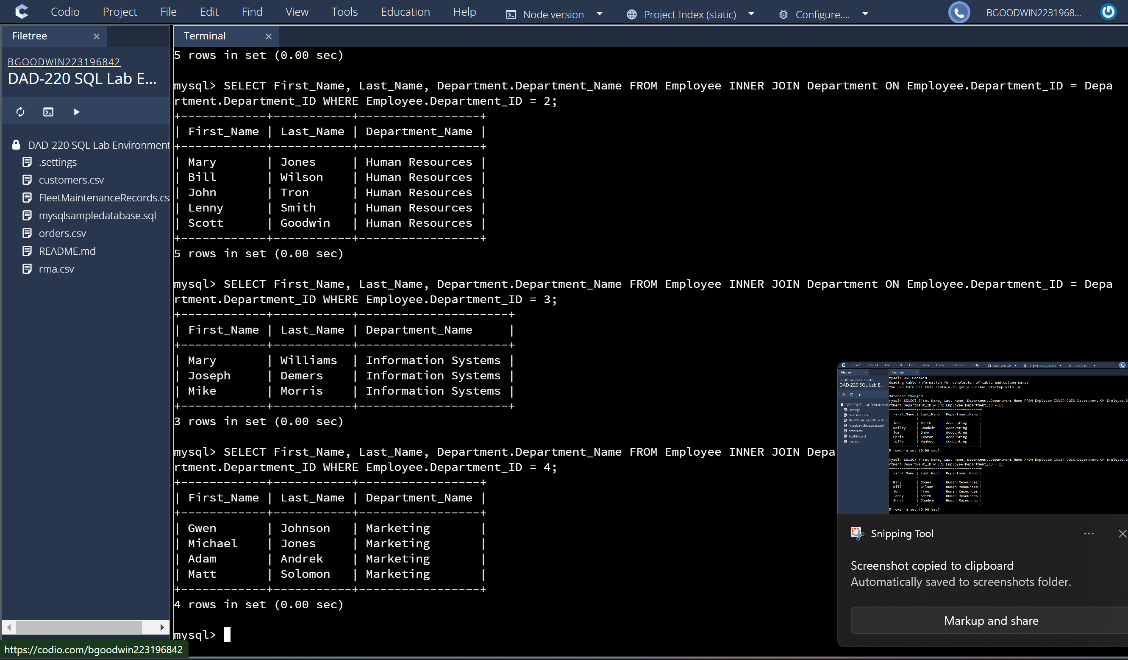 Codio Project File Edit Find View Tools Education Help Node version Project Index (static) Configure.... BGOODWIN2231968...
Filetree ×
Terminal ×
BGOODWIN223196842
DAD-220 SQL Lab E...
DAD 220 SQL Lab Environment
.settings
customers.csv
FleetMaintenanceRecords.cs
mysqlsampledatabase.sql
orders.csv
README.md
rma.csv
5 rows in set (0.00 sec)
mysql> SELECT First_Name, Last_Name, Department.Department_Name FROM Employee INNER JOIN Department ON Employee.Department_ID = Depa
rtment.Department_ID WHERE Employee.Department_ID = 2;
+------------+-----------+-----------------+
| First_Name | Last_Name | Department_Name |
+------------+-----------+-----------------+
| Mary | Jones | Human Resources |
| Bill | Wilson | Human Resources |
| John | Tron | Human Resources |
| Lenny | Smith | Human Resources |
| Scott | Goodwin | Human Resources |
+------------+-----------+-----------------+
5 rows in set (0.00 sec)
mysql> SELECT First_Name, Last_Name, Department.Department_Name FROM Employee INNER JOIN Department ON Employee.Department_ID = Depa
rtment.Department_ID WHERE Employee.Department_ID = 3;
+------------+-----------+---------------------+
| First_Name | Last_Name | Department_Name |
+------------+-----------+---------------------+
| Mary | Williams | Information Systems |
| Joseph | Demers | Information Systems |
| Mike | Morris | Information Systems |
+------------+-----------+---------------------+
3 rows in set (0.00 sec)
mysql> SELECT First_Name, Last_Name, Department.Department_Name FROM Employee INNER JOIN Depa
rtment.Department_ID WHERE Employee.Department_ID = 4;
+------------+-----------+-----------------+
| First_Name | Last_Name | Department_Name |
+------------+-----------+-----------------+
| Gwen | Johnson | Marketing |
| Michael | Jones | Marketing |
| Adam | Andrek | Marketing |
| Matt | Solomon | Marketing |
+------------+-----------+-----------------+
4 rows in set (0.00 sec)
mysql>
Snipping Tool
Screenshot copied to clipboard
Automatically saved to screenshots folder.
Markup and share
https://codio.com/bgoodwin223196842